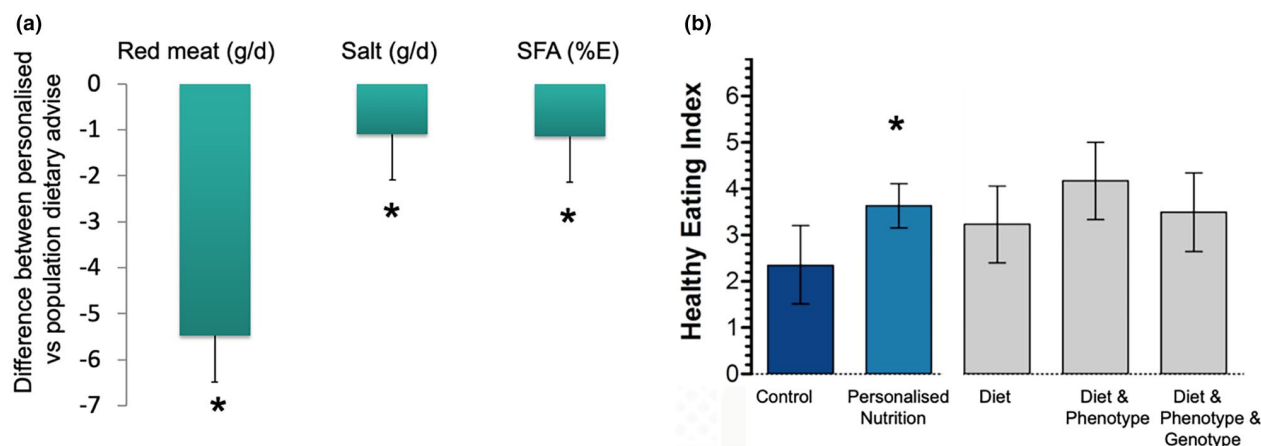 (a)
Red meat (g/d) Salt (g/d) SFA (%E)
Difference between personalised
vs population dietary advise
0
-1
-2
-3
-4
-5
-6
-7
*
*
*
(b)
Healthy Eating Index
6
5
4
3
2
1
0
*
Control
Personalised
Nutrition
Diet
Diet &
Phenotype
Diet &
Phenotype &
Genotype